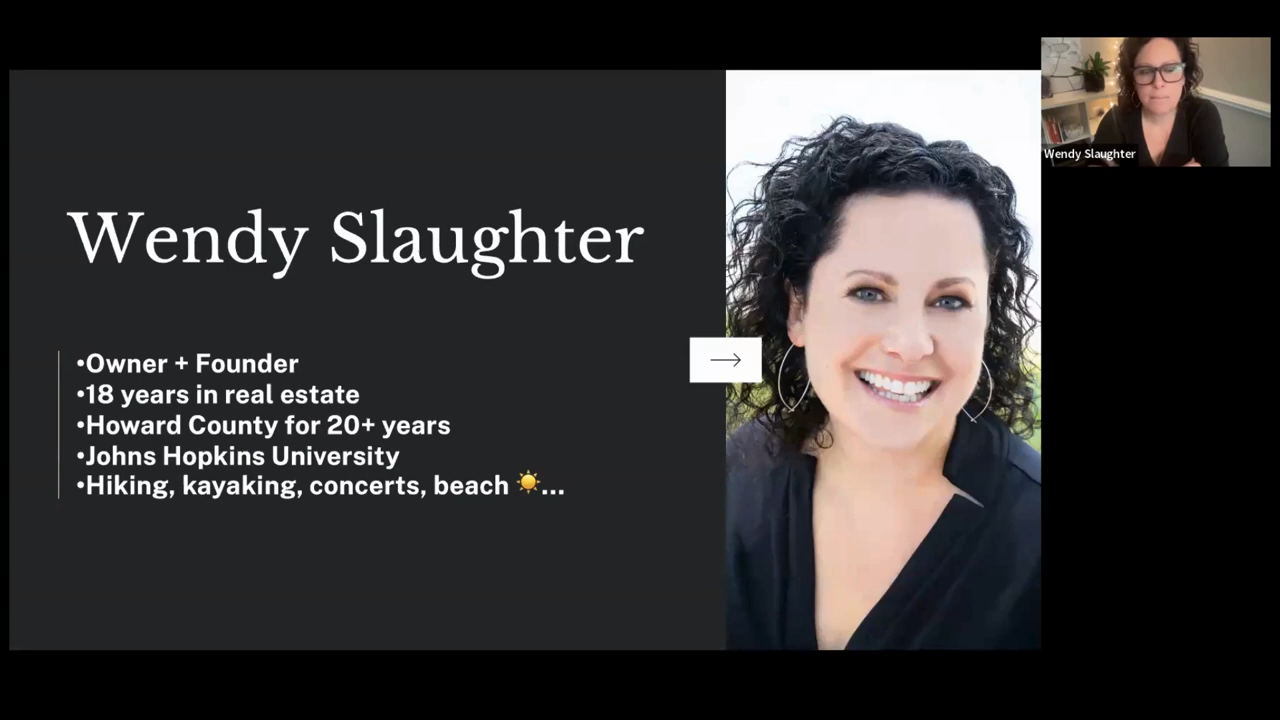 Wendy Slaughter
Wendy Slaughter
•Owner + Founder
•18 years in real estate
•Howard County for 20+ years
•Johns Hopkins University
•Hiking, kayaking, concerts, beach ☀️...